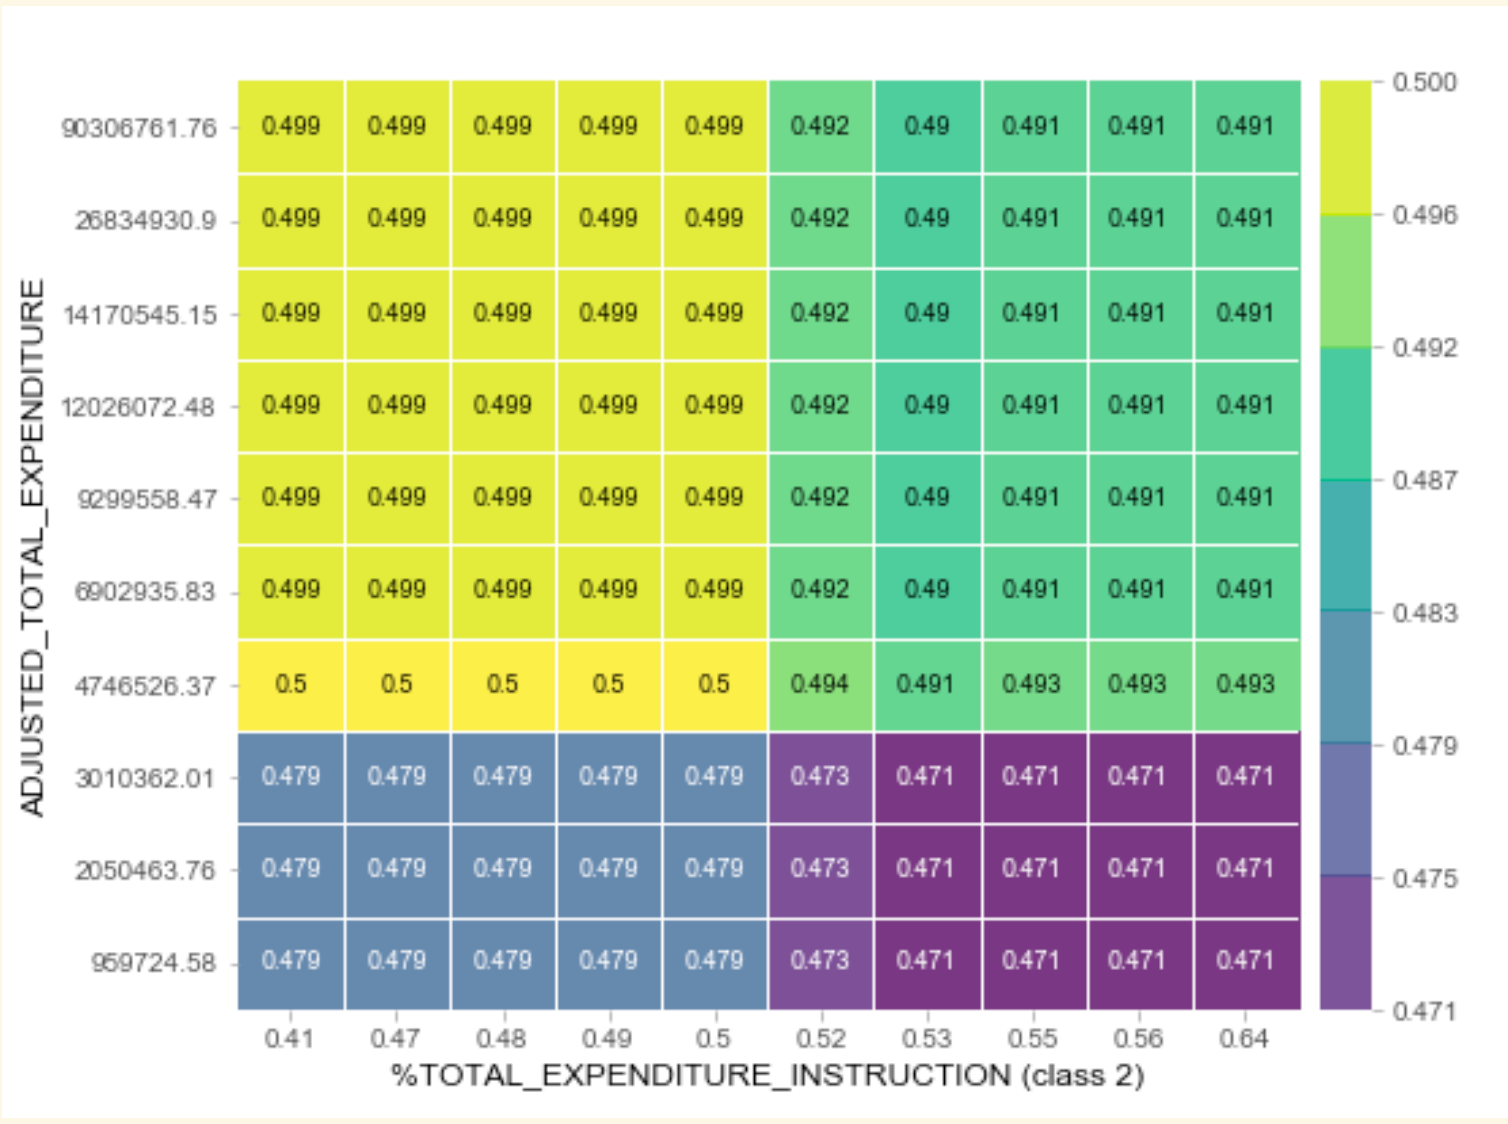 90306761.76 0.499 0.499 0.499 0.499 0.499 0.492 0.49 0.491 0.491 0.491
26834930.9 0.499 0.499 0.499 0.499 0.499 0.492 0.49 0.491 0.491 0.491
14170545.15 0.499 0.499 0.499 0.499 0.499 0.492 0.49 0.491 0.491 0.491
12026072.48 0.499 0.499 0.499 0.499 0.499 0.492 0.49 0.491 0.491 0.491
9299558.47 0.499 0.499 0.499 0.499 0.499 0.492 0.49 0.491 0.491 0.491
6902935.83 0.499 0.499 0.499 0.499 0.499 0.492 0.49 0.491 0.491 0.491
4746526.37 0.5 0.5 0.5 0.5 0.5 0.494 0.491 0.493 0.493 0.493
3010362.01 0.479 0.479 0.479 0.479 0.479 0.473 0.471 0.471 0.471 0.471
2050463.76 0.479 0.479 0.479 0.479 0.479 0.473 0.471 0.471 0.471 0.471
959724.58 0.479 0.479 0.479 0.479 0.479 0.473 0.471 0.471 0.471 0.471
0.41 0.47 0.48 0.49 0.5 0.52 0.53 0.55 0.56 0.64
%TOTAL_EXPENDITURE_INSTRUCTION (class 2)
ADJUSTED_TOTAL_EXPENDITURE
0.500
0.496
0.492
0.487
0.483
0.479
0.475
0.471